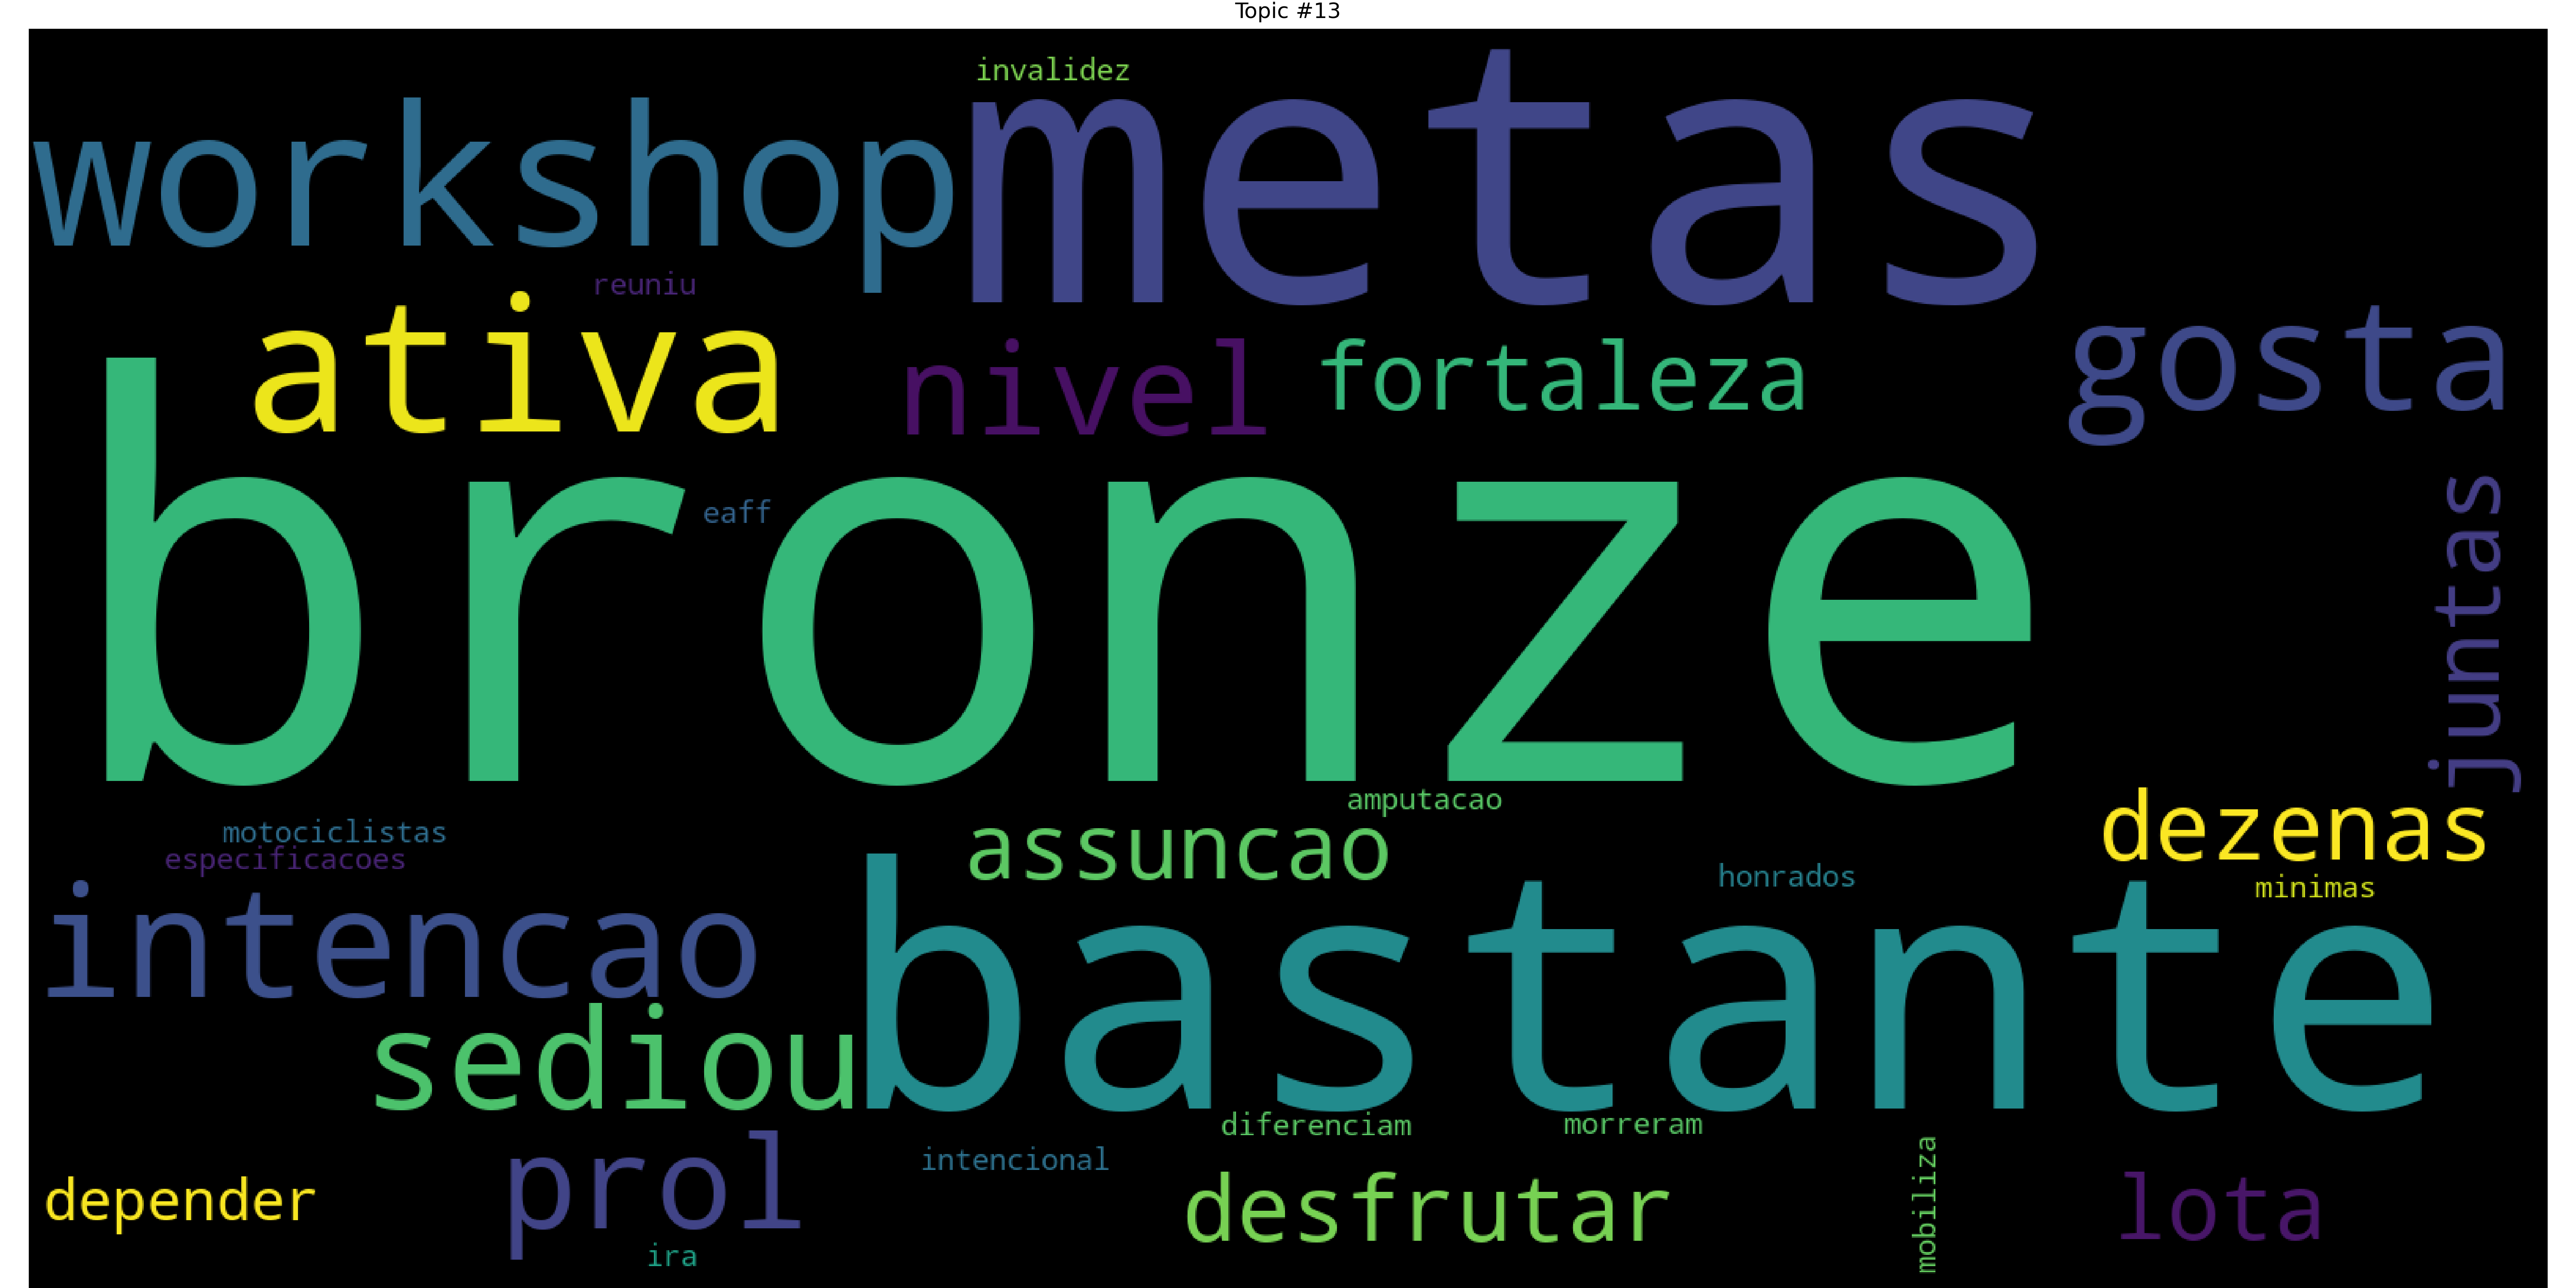 Topic #13
invalidez
workshop
metas
reuniu
ativa
nivel
fortaleza
gosta
eaff
bronze
juntas
motociclistas
amputacao
especificacoes
assuncao
dezenas
honrados
minimas
intencao
bastante
sediou
diferenciam
morreram
intencional
depender
prol
desfrutar
mobiliza
lota
ira